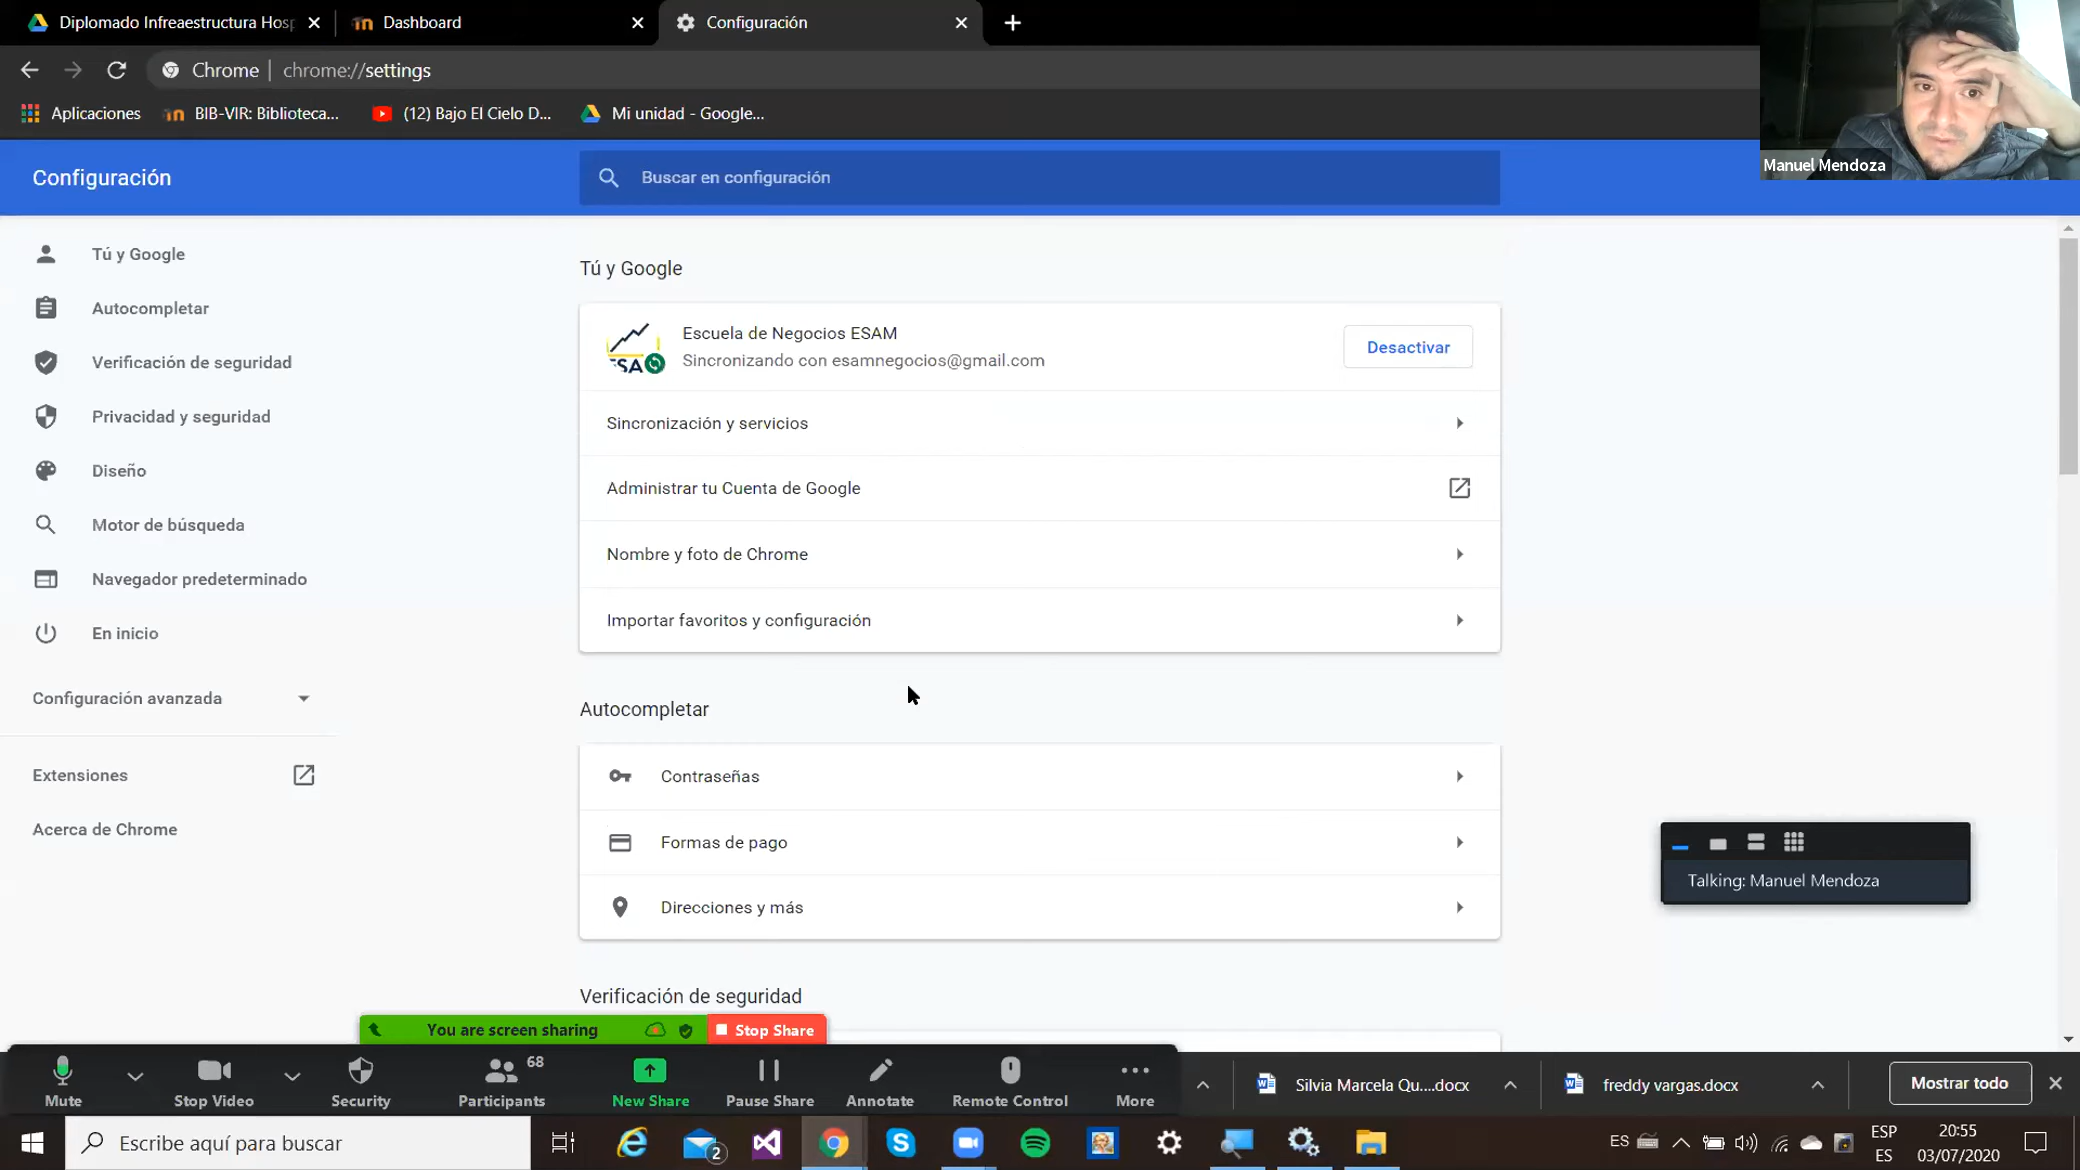 Diplomado Infreaestructura Hosp
Dashboard
Configuración
Chrome | chrome://settings
Aplicaciones
BIB-VIR: Biblioteca...
(12) Bajo El Cielo D...
Mi unidad - Google...
Manuel Mendoza
Configuración
Buscar en configuración
Tú y Google
Autocompletar
Verificación de seguridad
Privacidad y seguridad
Diseño
Motor de búsqueda
Navegador predeterminado
En inicio
Configuración avanzada
Extensiones
Acerca de Chrome
Tú y Google
Escuela de Negocios ESAM
Sincronizando con esamnegocios@gmail.com
Desactivar
Sincronización y servicios
Administrar tu Cuenta de Google
Nombre y foto de Chrome
Importar favoritos y configuración
Autocompletar
Contraseñas
Formas de pago
Direcciones y más
Verificación de seguridad
Talking: Manuel Mendoza
You are screen sharing
Stop Share
Mute
Stop Video
Security
Participants
68
New Share
Pause Share
Annotate
Remote Control
More
Silvia Marcela Qu....docx
freddy vargas.docx
Mostrar todo
Escribe aquí para buscar
2
ES
ESP
ES
20:55
03/07/2020